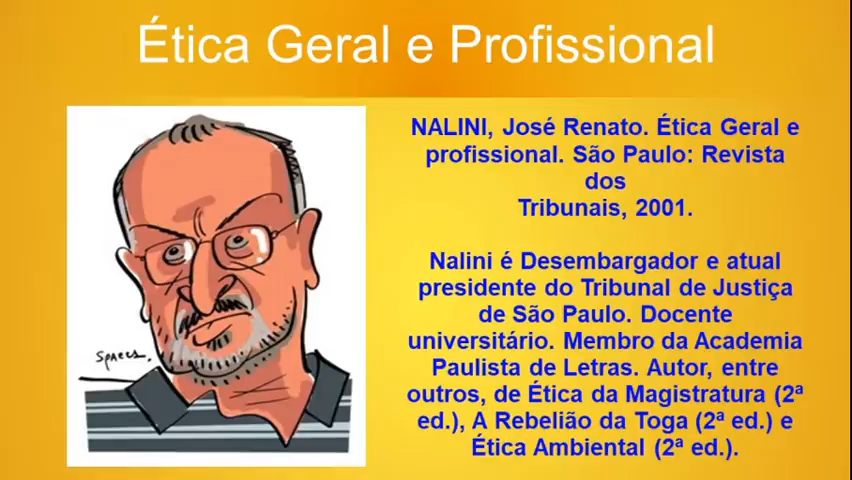 Ética Geral e Profissional
NALINI, José Renato. Ética Geral e
profissional. São Paulo: Revista
dos
Tribunais, 2001.
Nalini é Desembargador e atual
presidente do Tribunal de Justiça
de São Paulo. Docente
universitário. Membro da Academia
Paulista de Letras. Autor, entre
outros, de Ética da Magistratura (2ª
ed.), A Rebelião da Toga (2ª ed.) e
Ética Ambiental (2ª ed.).